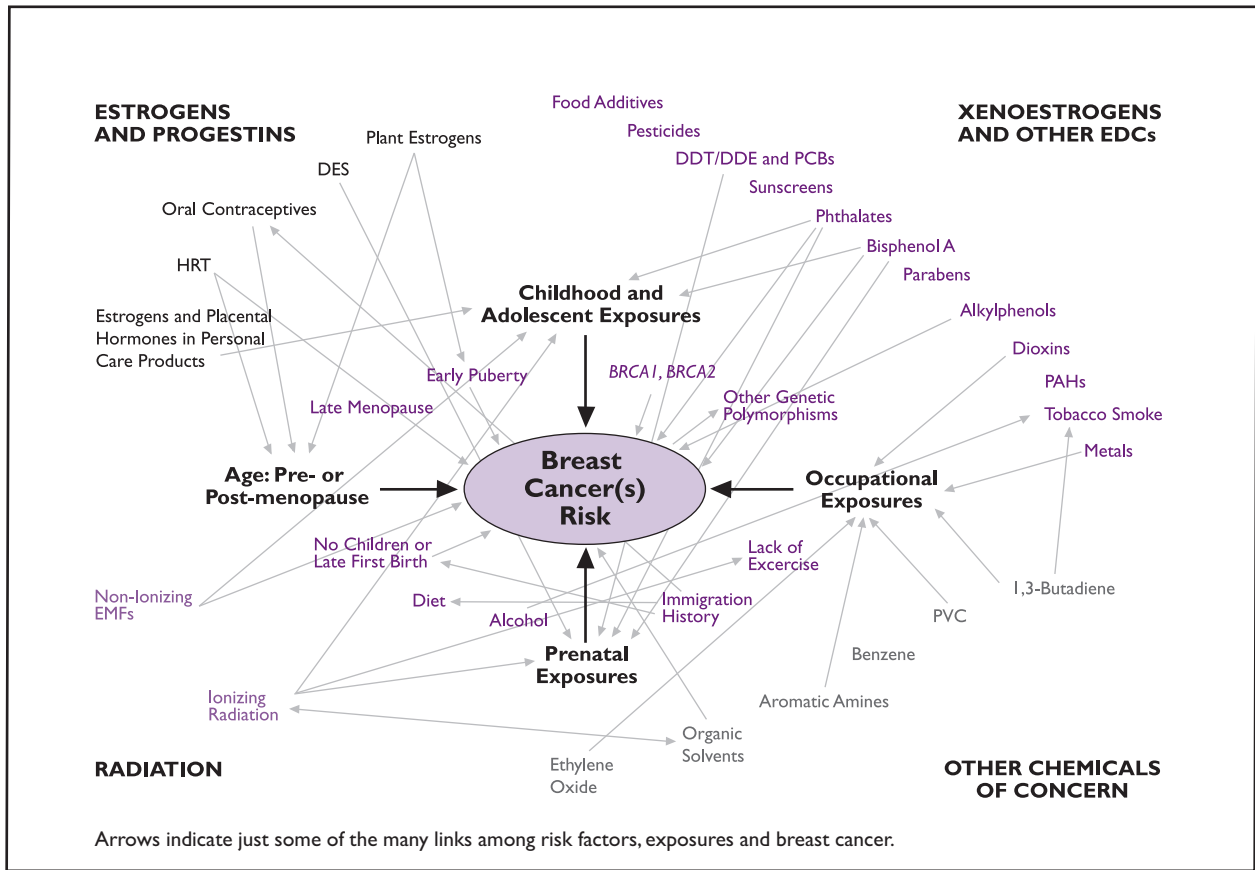 ESTROGENS
AND PROGESTINS
XENOESTROGENS
AND OTHER EDCs
Food Additives
Pesticides
Plant Estrogens
DES
DDT/DDE and PCBs
Sunscreens
Oral Contraceptives
Phthalates
HRT
Bisphenol A
Parabens
Estrogens and Placental
Hormones in Personal
Care Products
Childhood and
Adolescent Exposures
Alkylphenols
Dioxins
Early Puberty
BRCA1, BRCA2
PAHs
Late Menopause
Other Genetic
Polymorphisms
Tobacco Smoke
Metals
Age: Pre- or
Post-menopause
Breast
Cancer(s)
Risk
Occupational
Exposures
No Children or
Late First Birth
Lack of
Excercise
Non-Ionizing
EMFs
Diet
Alcohol
Immigration
History
1,3-Butadiene
PVC
Prenatal
Exposures
Benzene
Ionizing
Radiation
Aromatic Amines
Organic
Solvents
Ethylene
Oxide
RADIATION
OTHER CHEMICALS
OF CONCERN
Arrows indicate just some of the many links among risk factors, exposures and breast cancer.